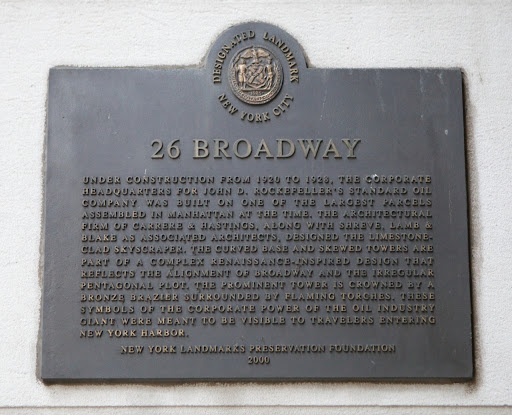 DESIGNATED LANDMARK
NEW YORK CITY
26 BROADWAY
UNDER CONSTRUCTION FROM 1920 TO 1928, THE CORPORATE
HEADQUARTERS FOR JOHN D. ROCKEFELLER'S STANDARD OIL
COMPANY WAS BUILT ON ONE OF THE LARGEST PARCELS
ASSEMBLED IN MANHATTAN AT THE TIME. THE ARCHITECTURAL
FIRM OF CARRERE & HASTINGS, ALONG WITH SHREVE, LAMB &
BLAKE AS ASSOCIATED ARCHITECTS, DESIGNED THE LIMESTONE-
CLAD SKYSCRAPER. THE CURVED BASE AND SKEWED TOWERS ARE
PART OF A COMPLEX RENAISSANCE-INSPIRED DESIGN THAT
REFLECTS THE ALIGNMENT OF BROADWAY AND THE IRREGULAR
PENTAGONAL PLOT. THE PROMINENT TOWER IS CROWNED BY A
BRONZE BRAZIER SURROUNDED BY FLAMING TORCHES. THESE
SYMBOLS OF THE CORPORATE POWER OF THE OIL INDUSTRY
GIANT WERE MEANT TO BE VISIBLE TO TRAVELERS ENTERING
NEW YORK HARBOR.
NEW YORK LANDMARKS PRESERVATION FOUNDATION
2000